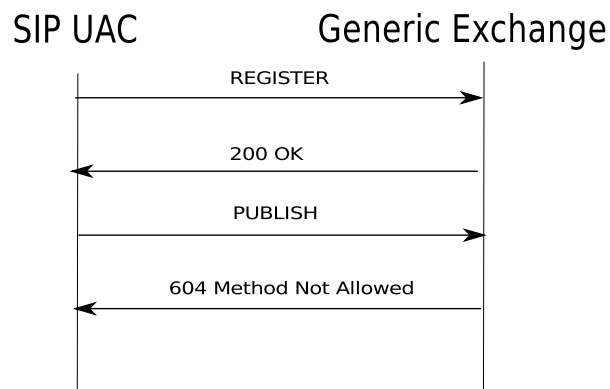 SIP UAC
Generic Exchange
REGISTER
200 OK
PUBLISH
604 Method Not Allowed